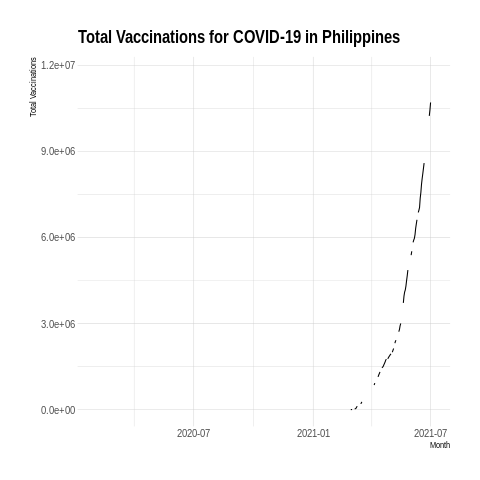 Total Vaccinations for COVID-19 in Philippines
Total Vaccinations
1.2e+07
9.0e+06
6.0e+06
3.0e+06
0.0e+00
2020-07
2021-01
2021-07
Month